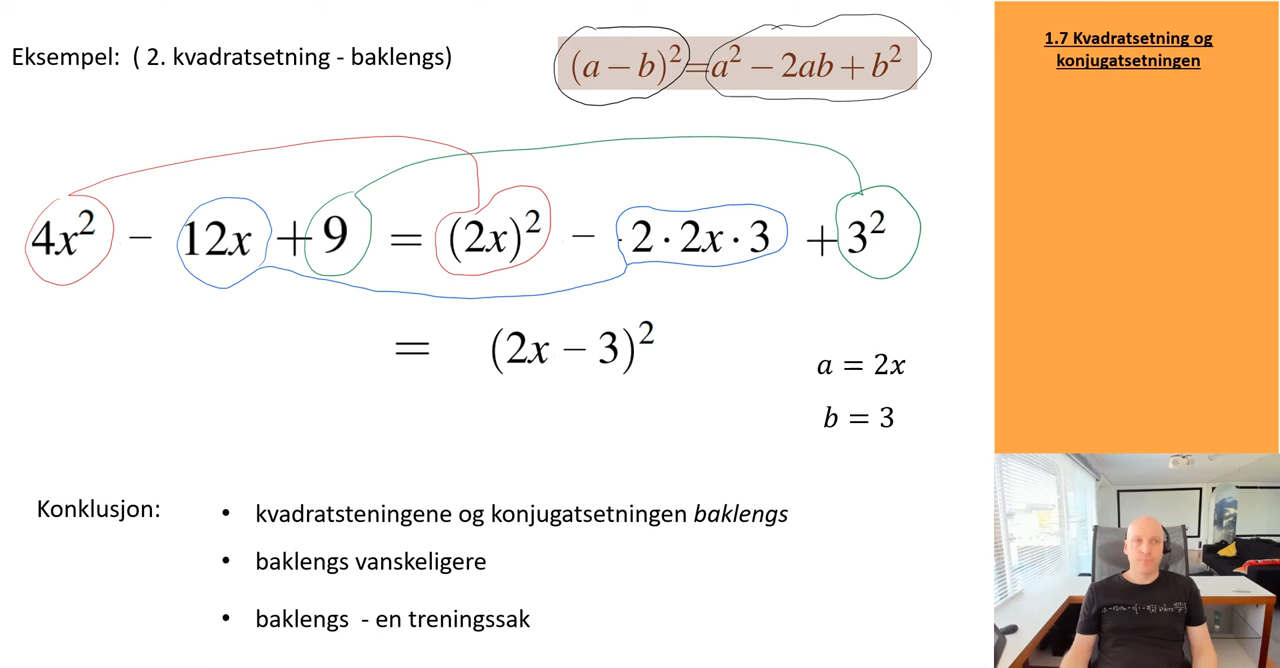 Eksempel: ( 2. kvadratsetning - baklengs)
(a − b)²=a² − 2ab + b²
1.7 Kvadratsetning og
konjugatsetningen
4x² − 12x + 9 = (2x)² − 2 · 2x · 3 + 3²
= (2x − 3)²
a = 2x
b = 3
Konklusjon:
• kvadratsteningene og konjugatsetningen baklengs
• baklengs vanskeligere
• baklengs - en treningssak